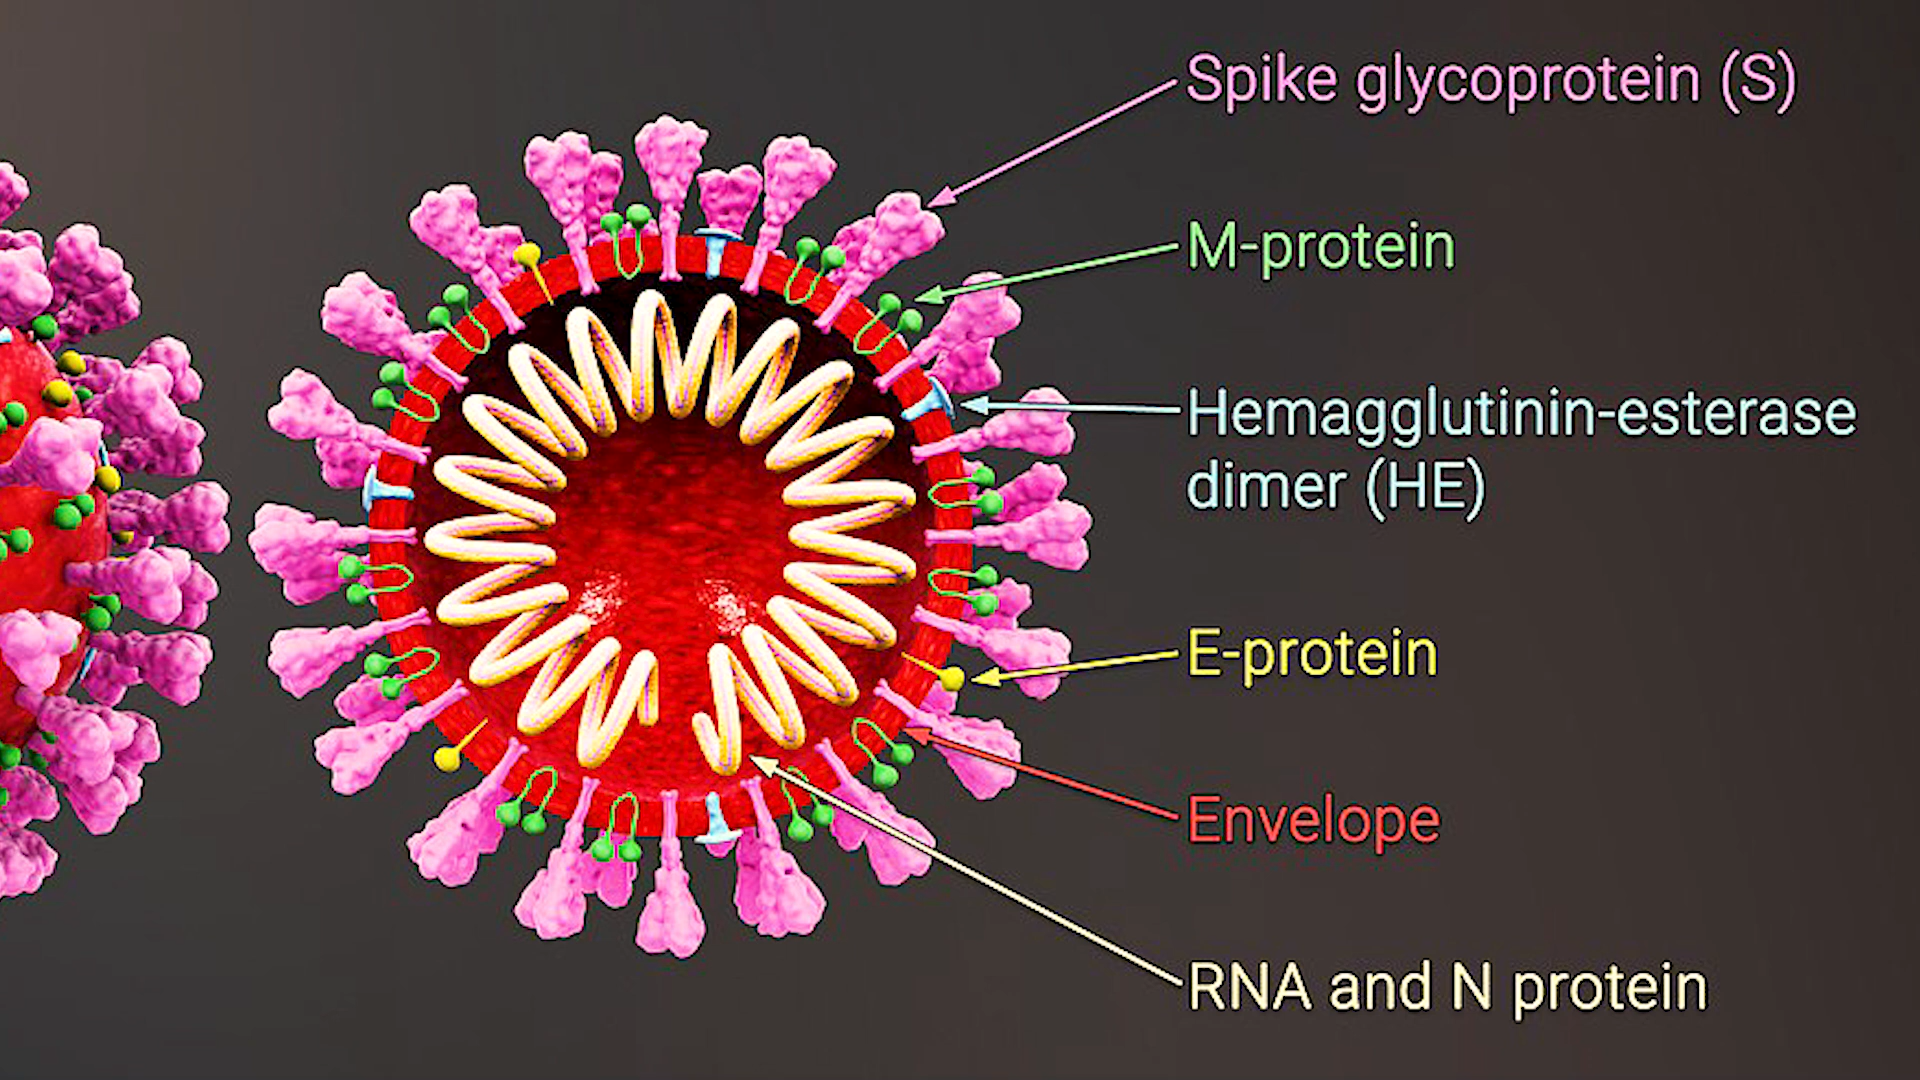 Spike glycoprotein (S)
M-protein
Hemagglutinin-esterase
dimer (HE)
E-protein
Envelope
RNA and N protein